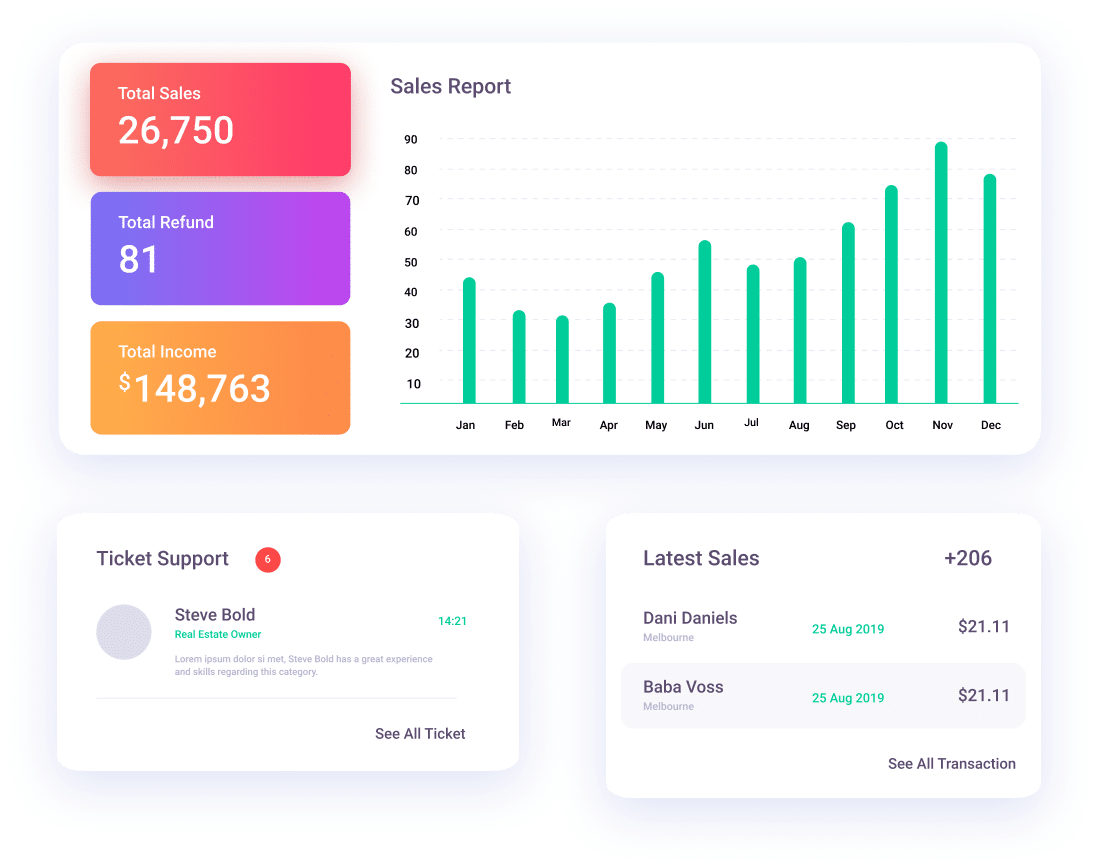 Total Sales
26,750
Total Refund
81
Total Income
$148,763
Sales Report
90
80
70
60
50
40
30
20
10
Jan Feb Mar Apr May Jun Jul Aug Sep Oct Nov Dec
Ticket Support 6
Steve Bold
14:21
Real Estate Owner
Lorem ipsum dolor si met, Steve Bold has a great experience
and skills regarding this category.
See All Ticket
Latest Sales +206
Dani Daniels
25 Aug 2019 $21.11
Melbourne
Baba Voss
25 Aug 2019 $21.11
Melbourne
See All Transaction